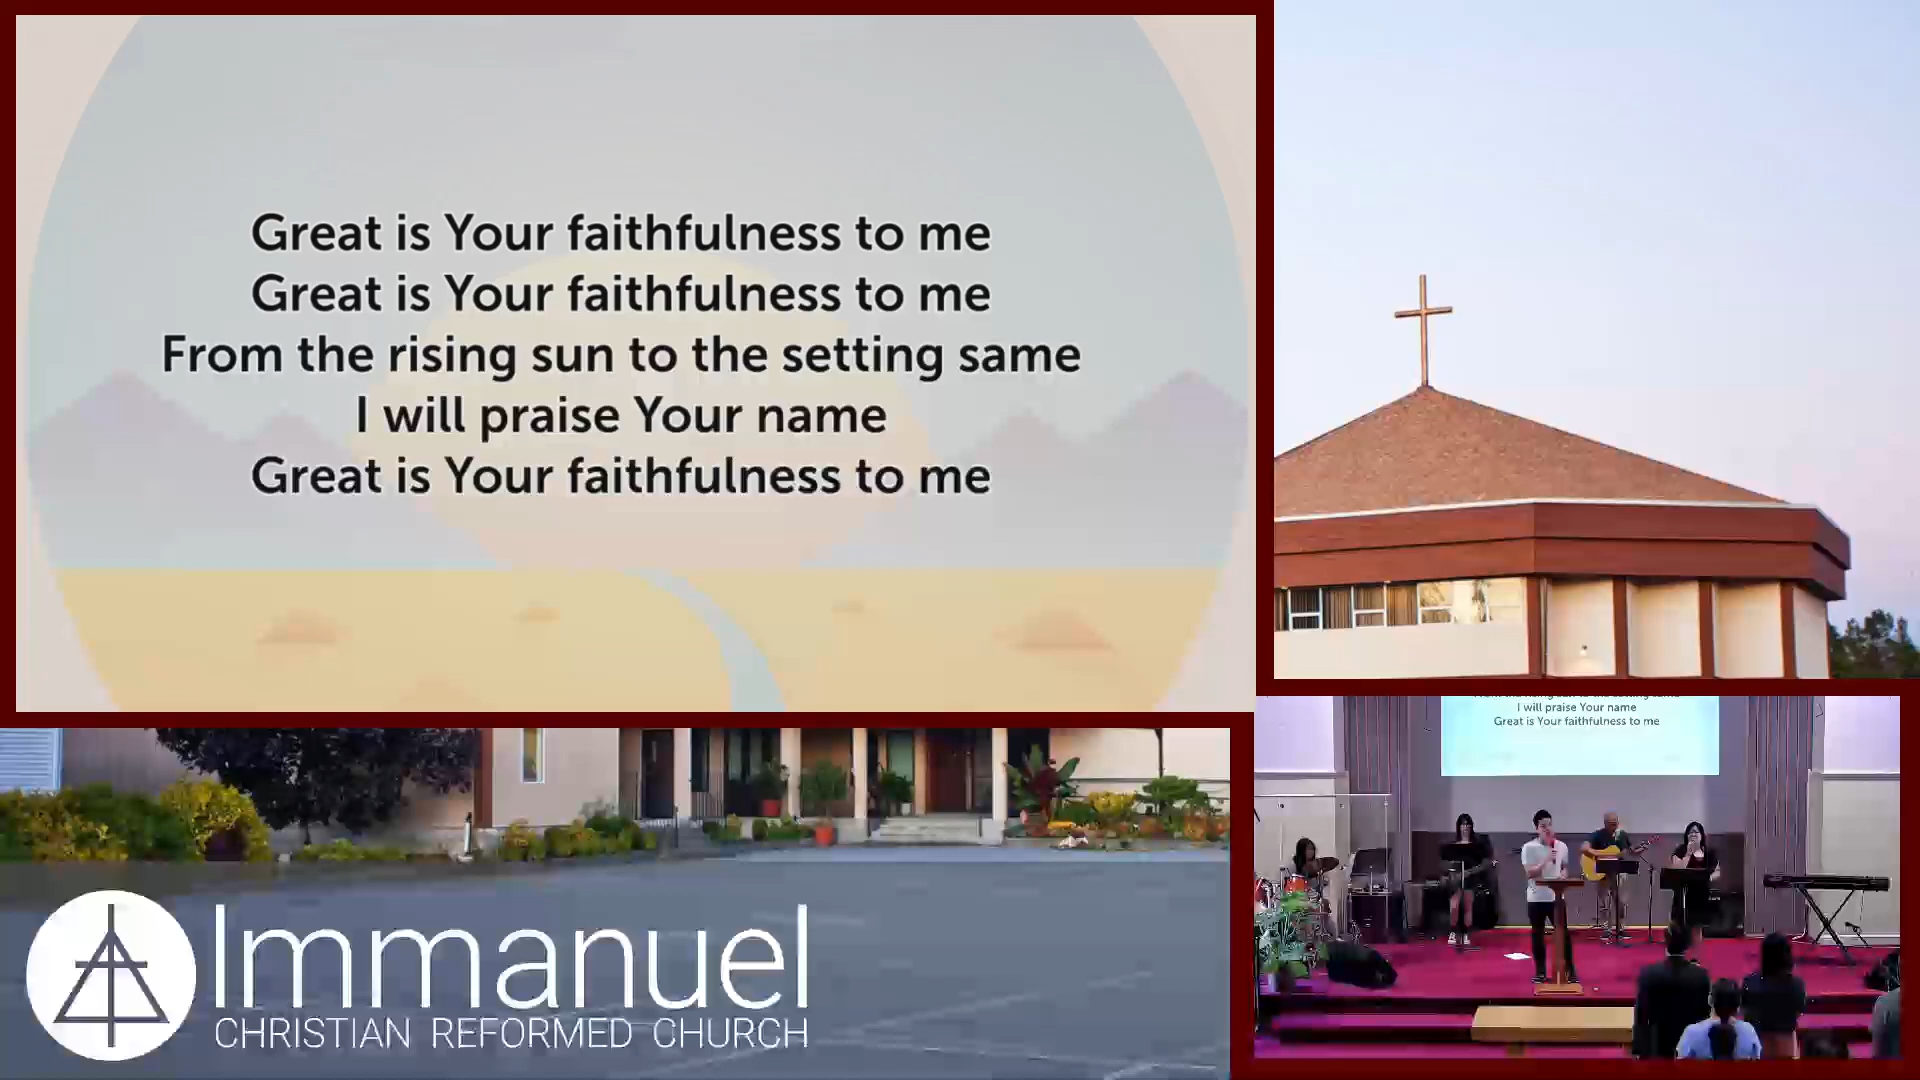 Great is Your faithfulness to me
Great is Your faithfulness to me
From the rising sun to the setting same
I will praise Your name
Great is Your faithfulness to me
I will praise Your name
Great is Your faithfulness to me
Immanuel
CHRISTIAN REFORMED CHURCH